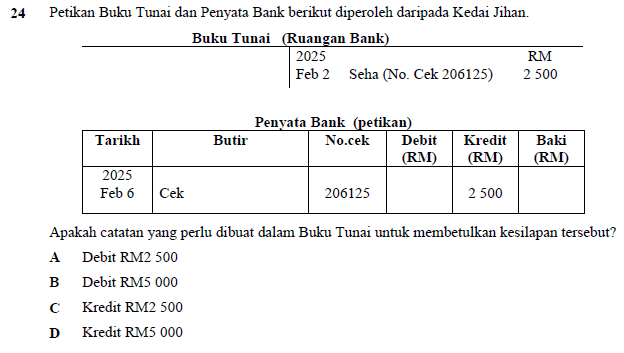 24 Petikan Buku Tunai dan Penyata Bank berikut diperoleh daripada Kedai Jihan.
Buku Tunai (Ruangan Bank)
2025 RM
Feb 2 Seha (No. Cek 206125) 2 500
Penyata Bank (petikan)
Tarikh Butir No.cek Debit Kredit Baki
(RM) (RM) (RM)
2025
Feb 6 Cek 206125 2 500
Apakah catatan yang perlu dibuat dalam Buku Tunai untuk membetulkan kesilapan tersebut?
A Debit RM2 500
B Debit RM5 000
C Kredit RM2 500
D Kredit RM5 000